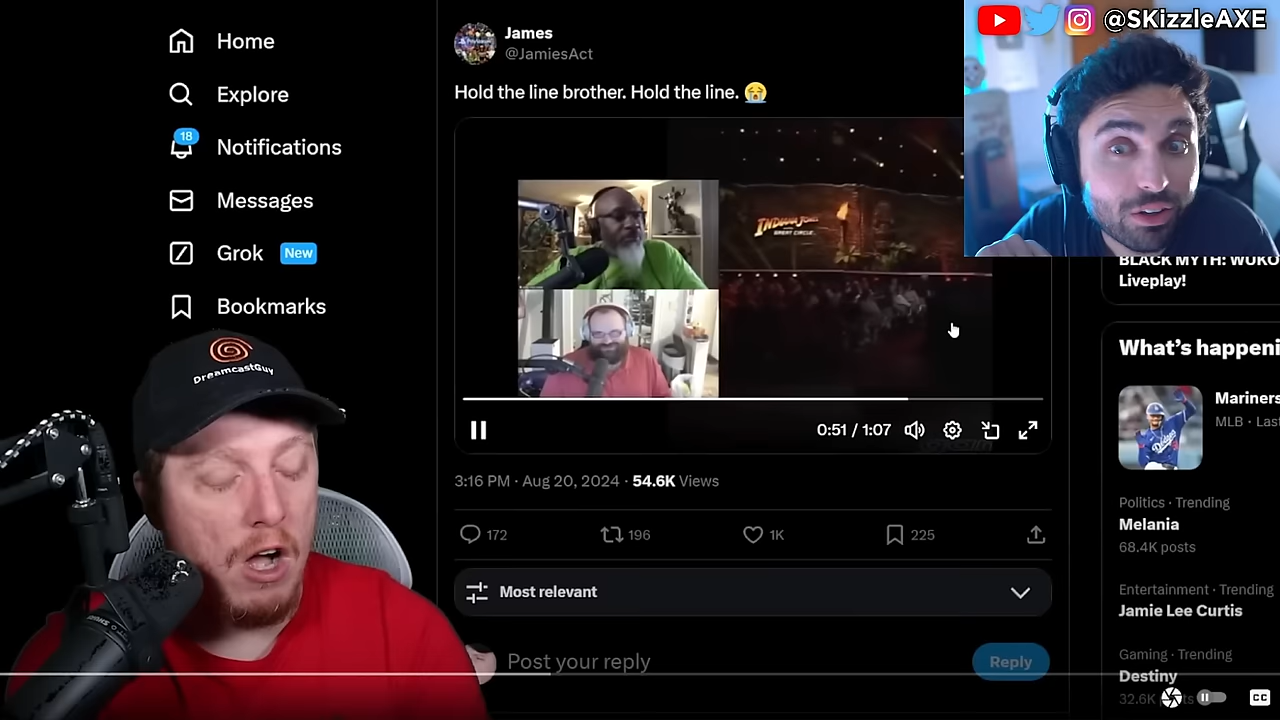 Home
Explore
18
Notifications
Messages
Grok New
Bookmarks
DreamcastGuy
James
@JamiesAct
Hold the line brother. Hold the line. 😭
INDIANA JONES
GREAT CIRCLE
0:51 / 1:07
3:16 PM · Aug 20, 2024 · 54.6K Views
172
196
1K
225
Most relevant
Post your reply
Reply
@SKizzleAXE
BLACK MYTH: WUKO
Liveplay!
What's happeni
Mariners
MLB · Las
Dodgers
Politics · Trending
Melania
68.4K posts
Entertainment · Trending
Jamie Lee Curtis
Gaming · Trending
Destiny
32.6K posts
CC